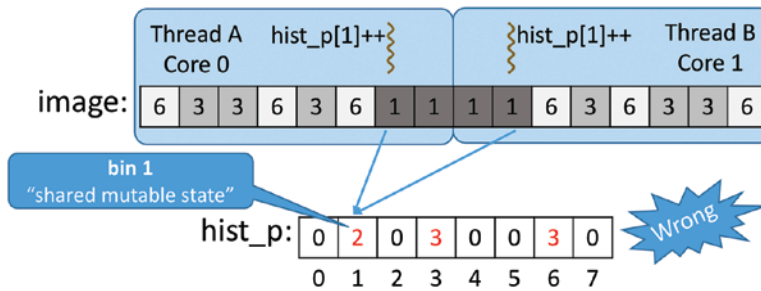 Thread A hist_p[1]++ hist_p[1]++ Thread B
Core 0 Core 1
image: 6 3 3 6 3 6 1 1 1 1 6 3 6 3 3 6
bin 1
“shared mutable state”
hist_p: 0 2 0 3 0 0 3 0
Wrong
0 1 2 3 4 5 6 7